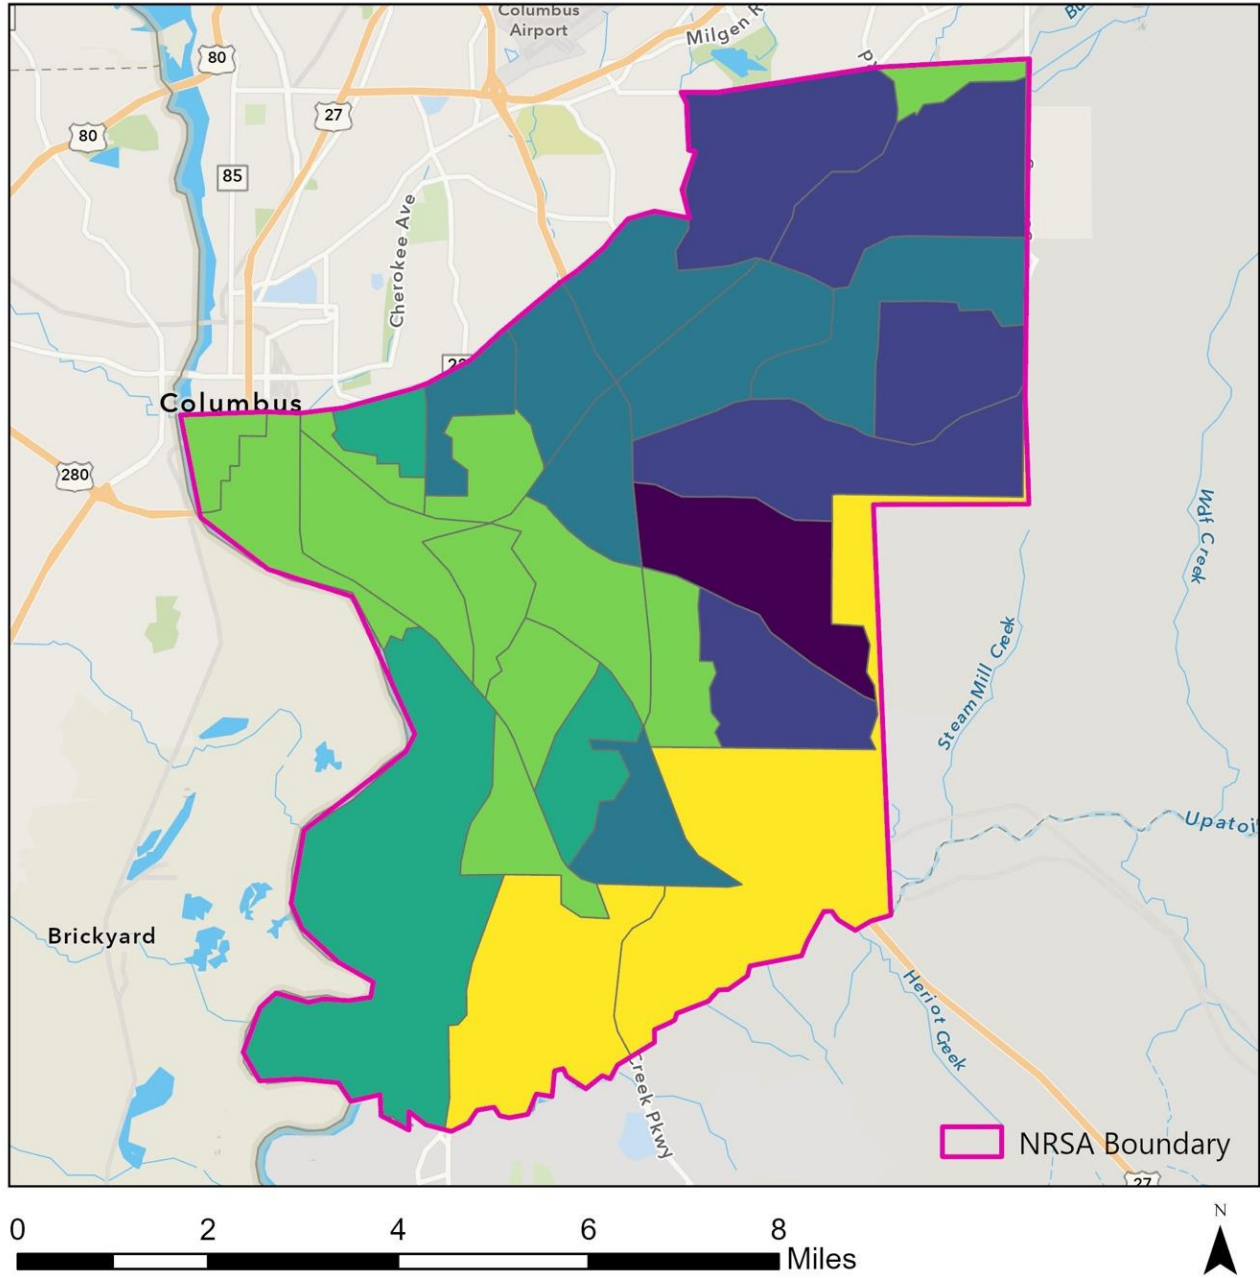 Columbus
Airport
Milgen R
80
27
80
85
Cherokee Ave
Columbus
280
Wolf Creek
Steam Mill Creek
Upatoi
Brickyard
Heriot Creek
Creek Pkwy
NRSA Boundary
27
0 2 4 6 8
Miles
N